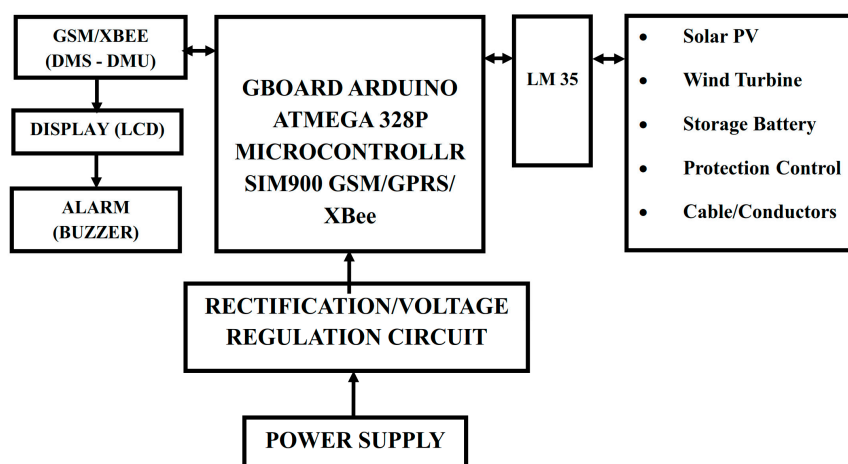 GSM/XBEE
(DMS - DMU)
DISPLAY (LCD)
ALARM
(BUZZER)
GBOARD ARDUINO
ATMEGA 328P
MICROCONTROLLR
SIM900 GSM/GPRS/
XBee
LM 35
• Solar PV
• Wind Turbine
• Storage Battery
• Protection Control
• Cable/Conductors
RECTIFICATION/VOLTAGE
REGULATION CIRCUIT
POWER SUPPLY